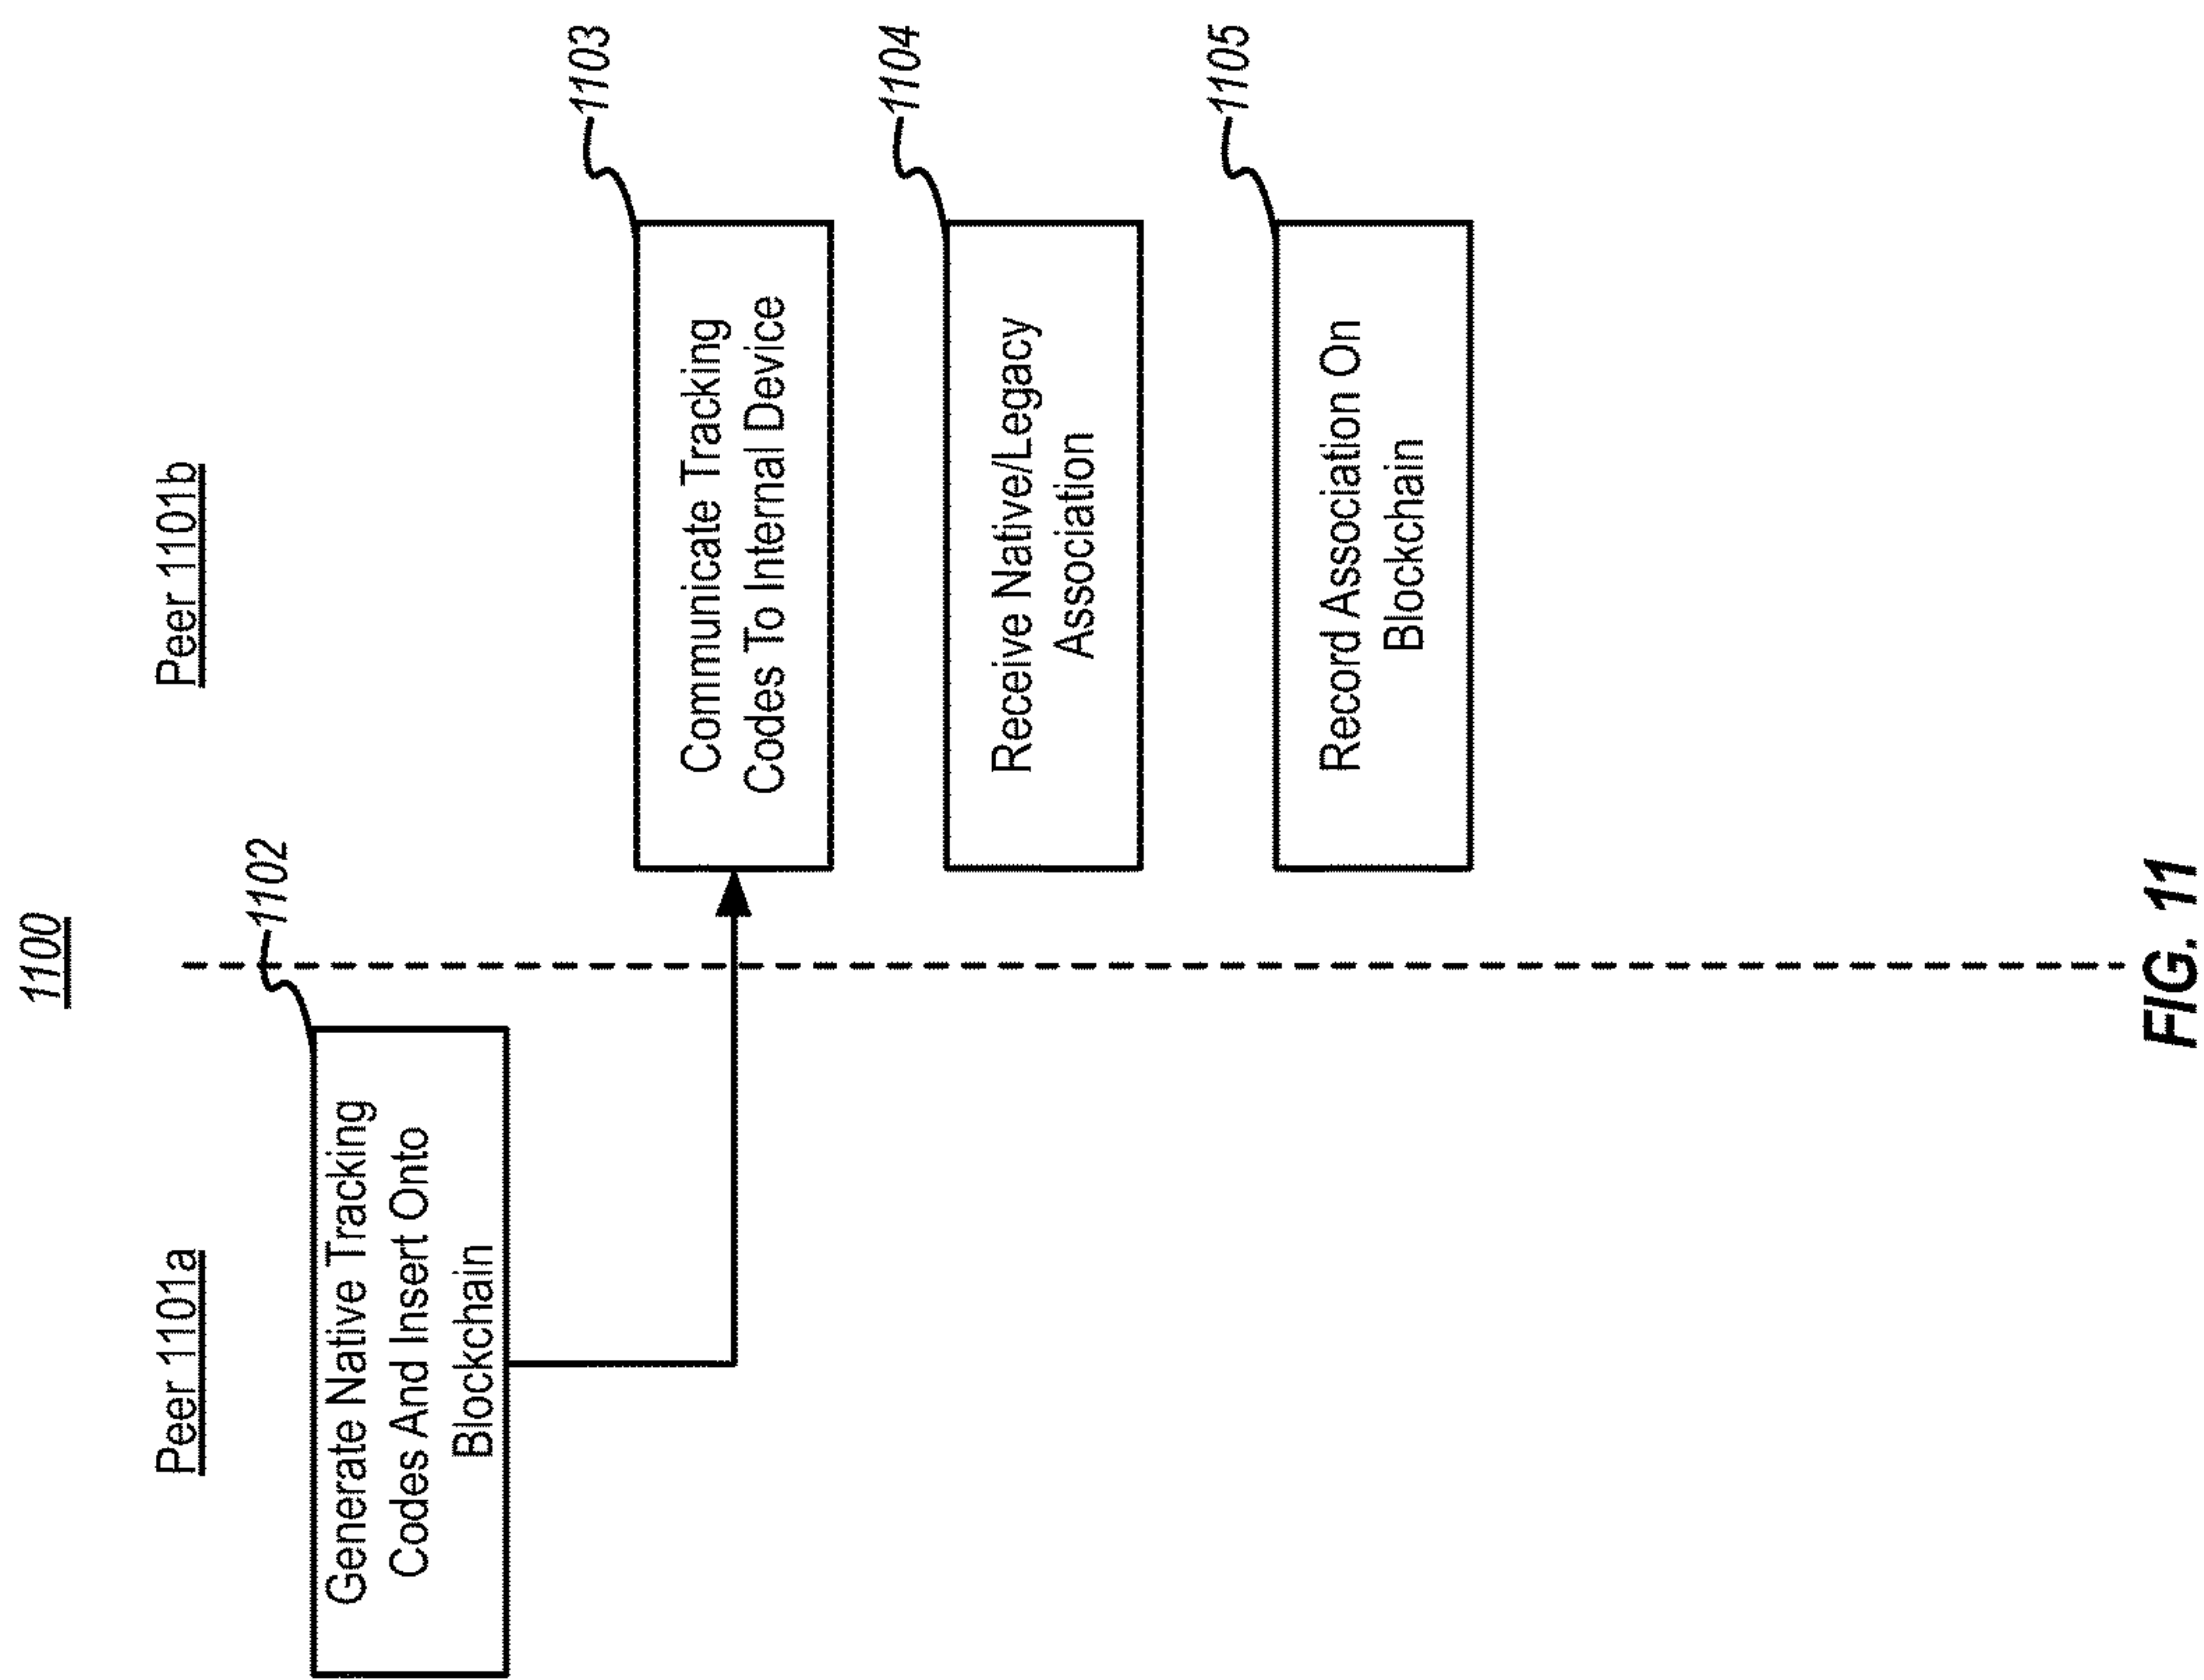 1100
Peer 1101a
Peer 1101b
1102
Generate Native Tracking
Codes And Insert Onto
Blockchain
1103
Communicate Tracking
Codes To Internal Device
1104
Receive Native/Legacy
Association
1105
Record Association On
Blockchain
FIG. 11